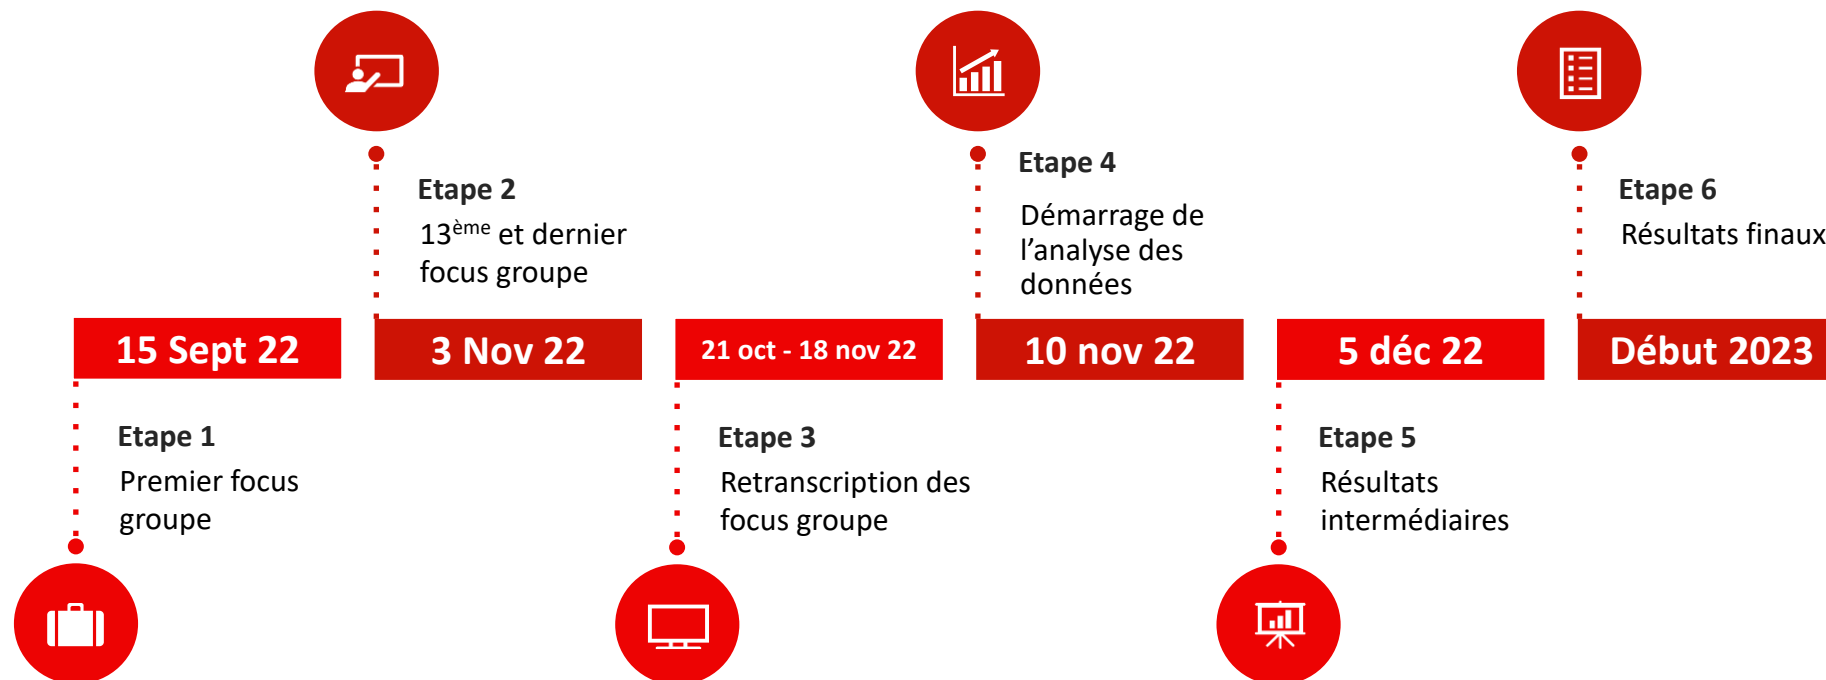 Etape 2
13ème et dernier
focus groupe
Etape 4
Démarrage de
l’analyse des
données
Etape 6
Résultats finaux
15 Sept 22
3 Nov 22
21 oct - 18 nov 22
10 nov 22
5 déc 22
Début 2023
Etape 1
Premier focus
groupe
Etape 3
Retranscription des
focus groupe
Etape 5
Résultats
intermédiaires